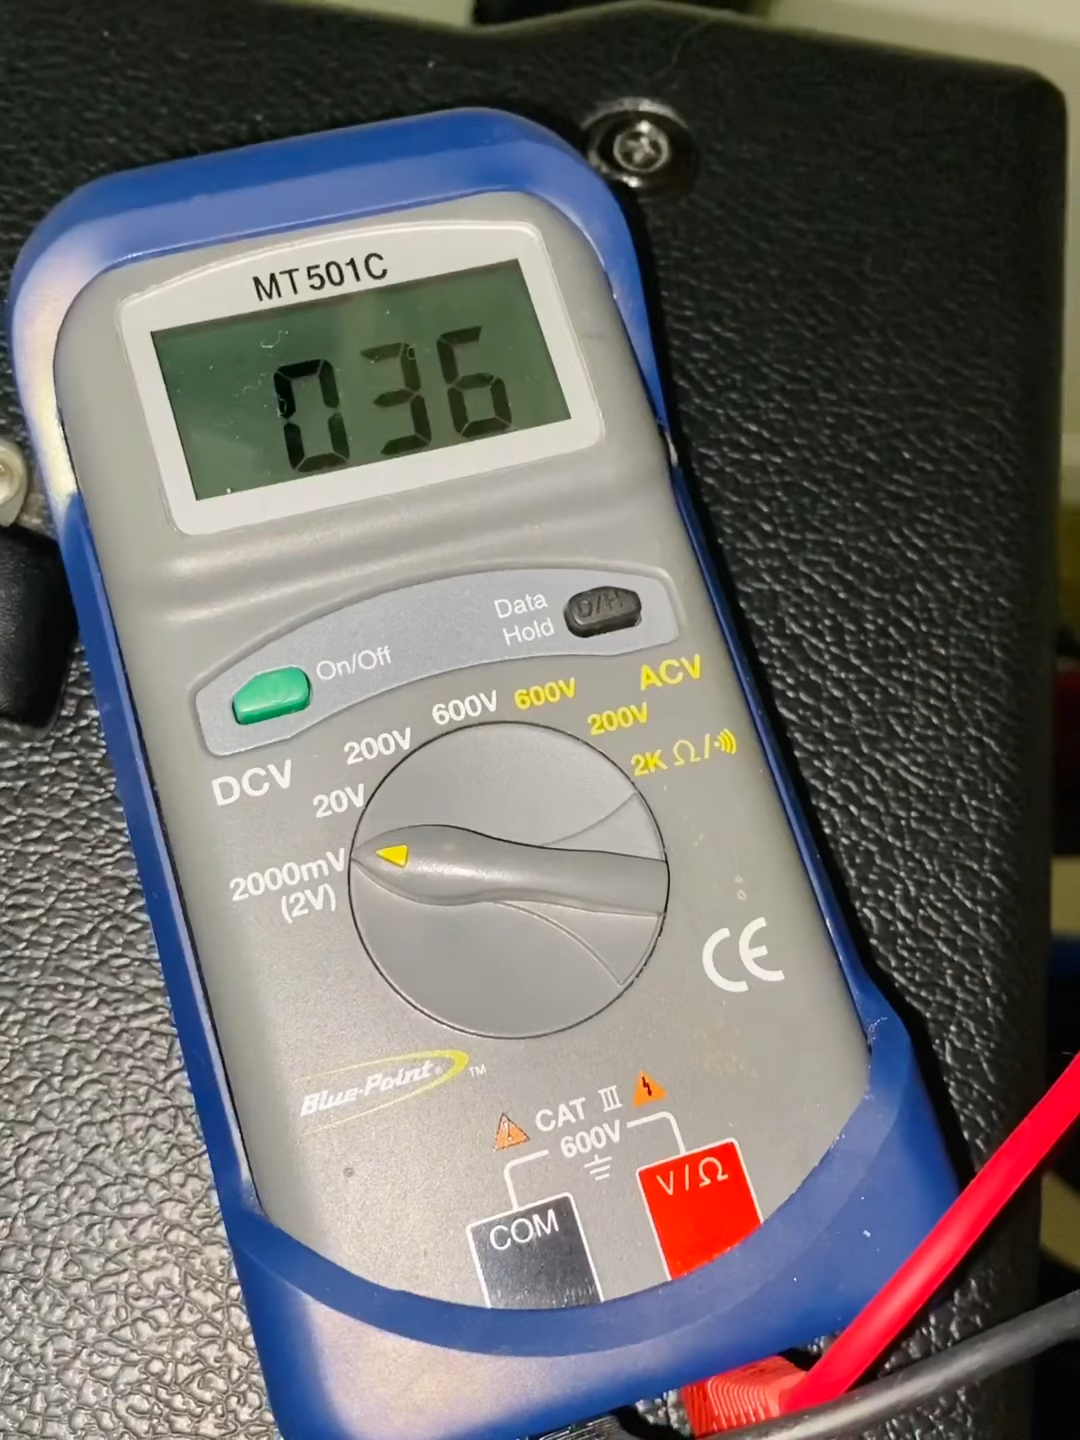 MT501C
036
Data
Hold
D/H
On/Off
DCV
2000mV
(2V)
20V
200V
600V
600V
ACV
200V
2K Ω/
CE
Blue-Point® ™
CAT III
600V
COM
V/Ω